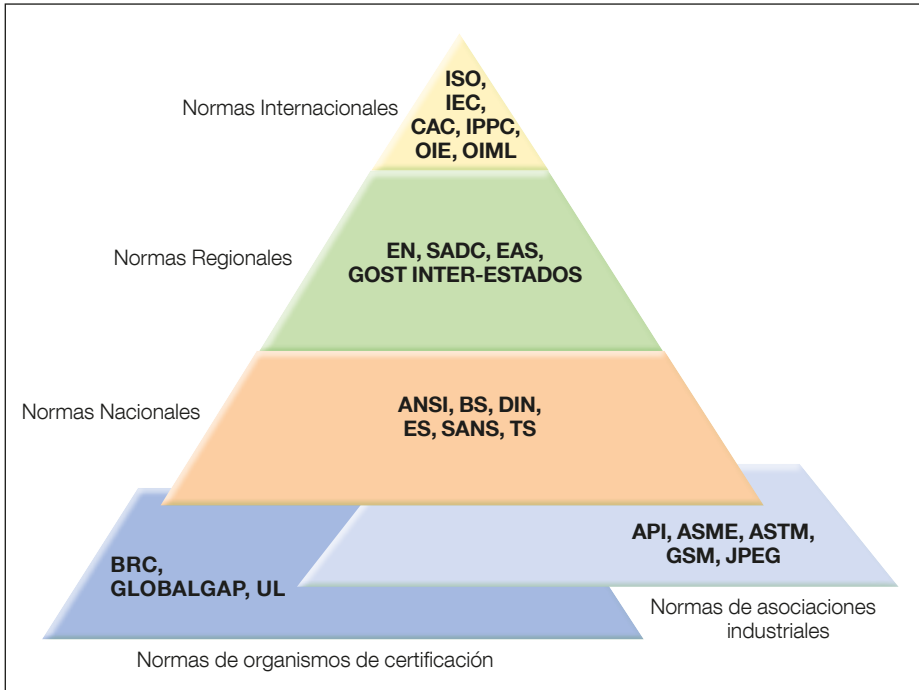 Normas Internacionales
ISO,
IEC,
CAC, IPPC,
OIE, OIML
Normas Regionales
EN, SADC, EAS,
GOST INTER-ESTADOS
Normas Nacionales
ANSI, BS, DIN,
ES, SANS, TS
BRC,
GLOBALGAP, UL
Normas de organismos de certificación
API, ASME, ASTM,
GSM, JPEG
Normas de asociaciones
industriales